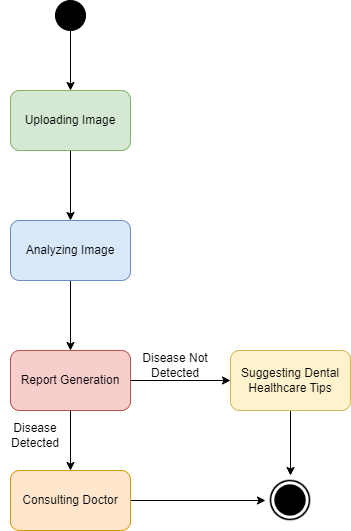 Uploading Image
Analyzing Image
Report Generation
Disease Not
Detected
Suggesting Dental
Healthcare Tips
Disease
Detected
Consulting Doctor